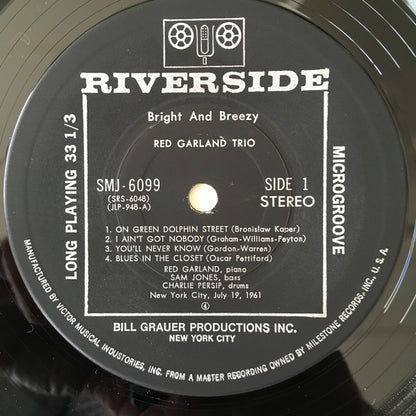 RIVERSIDE
Bright And Breezy
RED GARLAND TRIO
SMJ-6099
(SRS-6048)
(JLP-948-A)
SIDE 1
STEREO
LONG PLAYING 33 1/3
MICROGROOVE
1. ON GREEN DOLPHIN STREET (Bronislaw Kaper)
2. I AIN'T GOT NOBODY (Graham-Williams-Peyton)
3. YOU'LL NEVER KNOW (Gordon-Warren)
4. BLUES IN THE CLOSET (Oscar Pettiford)
RED GARLAND, piano
SAM JONES, bass
CHARLIE PERSIP, drums
New York City, July 19, 1961
4
BILL GRAUER PRODUCTIONS INC.
NEW YORK CITY
MANUFACTURED BY VICTOR MUSICAL INDUSTORIES, INC. FROM A MASTER RECORDING OWNED BY MILESTONE RECORDS, INC., U.S.A.